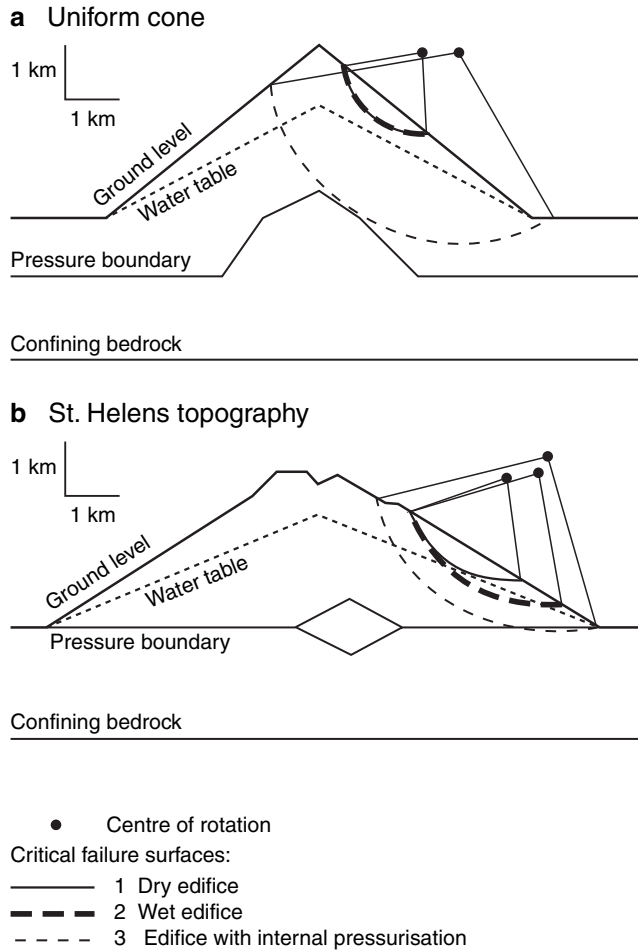 a Uniform cone
1 km
1 km
Ground level
Water table
Pressure boundary
Confining bedrock
b St. Helens topography
1 km
1 km
Ground level
Water table
Pressure boundary
Confining bedrock
Centre of rotation
Critical failure surfaces:
1 Dry edifice
2 Wet edifice
3 Edifice with internal pressurisation